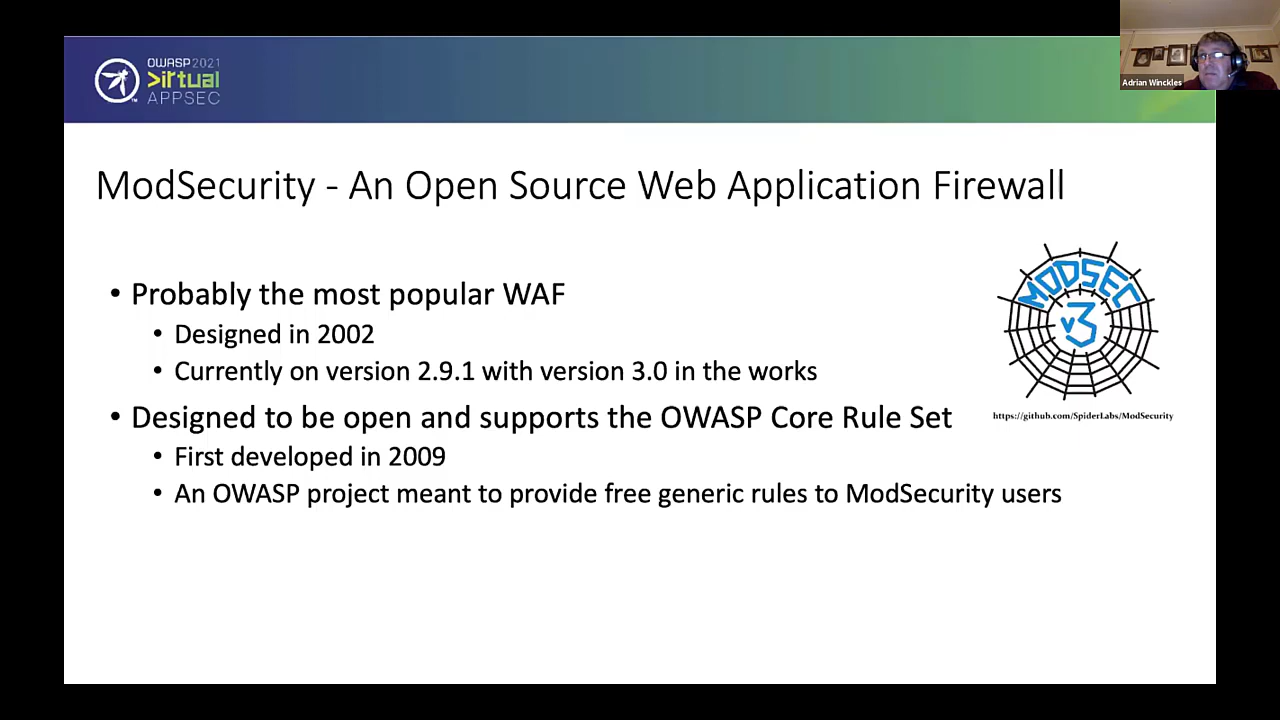 OWASP 2021
Virtual
APPSEC
Adrian Winckles
ModSecurity - An Open Source Web Application Firewall
• Probably the most popular WAF
• Designed in 2002
• Currently on version 2.9.1 with version 3.0 in the works
• Designed to be open and supports the OWASP Core Rule Set
• First developed in 2009
• An OWASP project meant to provide free generic rules to ModSecurity users
MODSEC
v3
https://github.com/SpiderLabs/ModSecurity